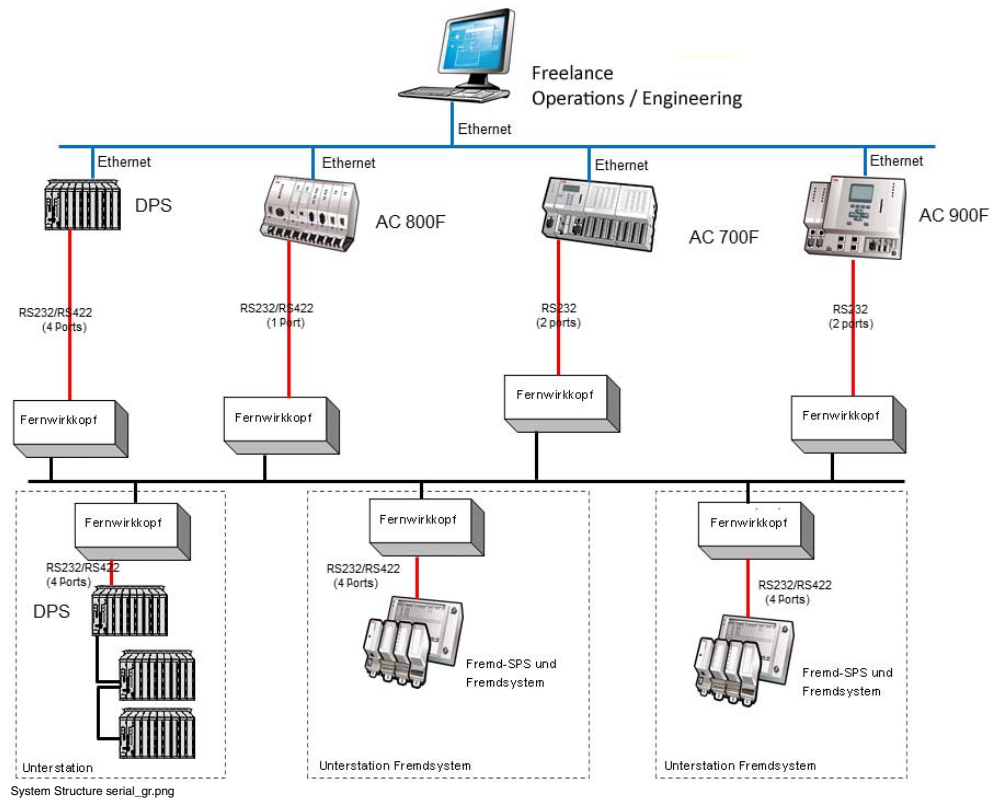 Freelance
Operations / Engineering
Ethernet
Ethernet
Ethernet
Ethernet
Ethernet
DPS
AC 800F
AC 700F
AC 900F
RS232/RS422
(4 Ports)
RS232/RS422
(1 Port)
RS232
(2 ports)
RS232
(2 ports)
Fernwirkkopf
Fernwirkkopf
Fernwirkkopf
Fernwirkkopf
Fernwirkkopf
Fernwirkkopf
Fernwirkkopf
RS232/RS422
(4 Ports)
RS232/RS422
(4 Ports)
RS232/RS422
(4 Ports)
DPS
Fremd-SPS und
Fremdsystem
Fremd-SPS und
Fremdsystem
Unterstation
Unterstation Fremdsystem
Unterstation Fremdsystem
System Structure serial_gr.png